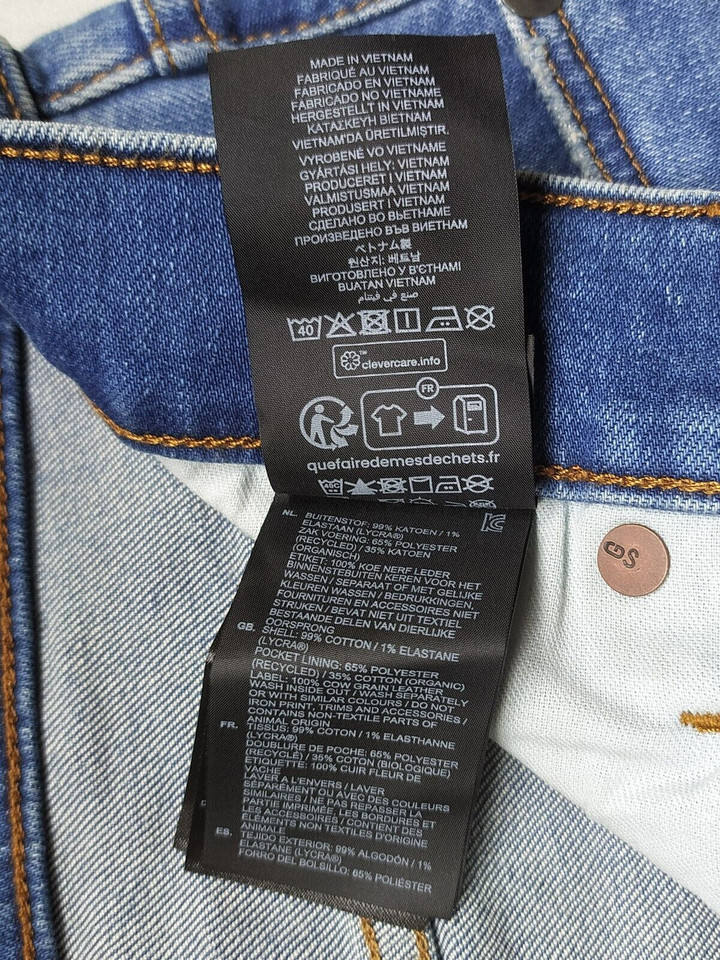 MADE IN VIETNAM
FABRIQUÉ AU VIETNAM
FABRICADO EN VIETNAM
FABRICADO NO VIETNAME
HERGESTELLT IN VIETNAM
ΚΑΤΑΣΚΕΥΗ ΒΙΕΤΝΑΜ
VIETNAM'DA ÜRETILMIŞTIR.
VYROBENÉ VO VIETNAME
GYÁRTÁSI HELY: VIETNAM
PRODUCERET I VIETNAM
VALMISTUSMAA VIETNAM
PRODUSERT I VIETNAM
СДЕЛАНО ВО ВЬЕТНАМЕ
ПРОИЗВЕДЕНО ВЪВ ВИЕТНАМ
ベトナム製
원산지: 베트남
ВИГОТОВЛЕНО У В'ЄТНАМІ
BUATAN VIETNAM
صنع في فيتنام
40
clevercare.info
FR
quefairedemesdechets.fr
NL. BUITENSTOF: 99% KATOEN / 1%
ELASTAAN (LYCRA®)
ZAK VOERING: 65% POLYESTER
(RECYCLED) / 35% KATOEN
(ORGANISCH)
ETIKET: 100% KOE NERF LEDER
BINNENSTEBUITEN KEREN VOOR HET
WASSEN / SEPARAAT OF MET GELIJKE
KLEUREN WASSEN / BEDRUKKINGEN,
FOURNITUREN EN ACCESSOIRES NIET
STRIJKEN / BEVAT NIET UIT TEXTIEL
BESTAANDE DELEN VAN DIERLIJKE
OORSPRONG
GB. SHELL: 99% COTTON / 1% ELASTANE
(LYCRA®)
POCKET LINING: 65% POLYESTER
(RECYCLED) / 35% COTTON (ORGANIC)
LABEL: 100% COW GRAIN LEATHER
WASH INSIDE OUT / WASH SEPARATELY
OR WITH SIMILAR COLOURS / DO NOT
IRON PRINT, TRIMS AND ACCESSORIES /
CONTAINS NON-TEXTILE PARTS OF
ANIMAL ORIGIN
FR. TISSUS: 99% COTON / 1% ELASTHANNE
(LYCRA®)
DOUBLURE DE POCHE: 65% POLYESTER
(RECYCLÉ) / 35% COTON (BIOLOGIQUE)
ETIQUETTE: 100% CUIR FLEUR DE
VACHE
LAVER A L'ENVERS / LAVER
SÉPARÉMENT OU AVEC DES COULEURS
SIMILAIRES / NE PAS REPASSER LA
PARTIE IMPRIMÉE, LES BORDURES ET
LES ACCESSOIRES / CONTIENT DES
ELÉMENTS NON TEXTILES D'ORIGINE
ANIMALE
ES. TEJIDO EXTERIOR: 99% ALGODÓN / 1%
ELASTANE (LYCRA®)
FORRO DEL BOLSILLO: 65% POLIÉSTER
GS